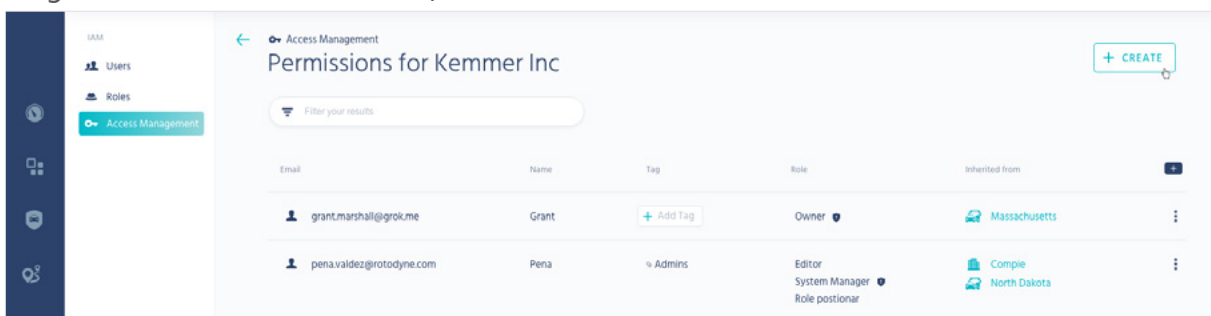 IAM
Users
Roles
Access Management
Access Management
Permissions for Kemmer Inc
+ CREATE
Filter your results
Email Name Tag Role Inherited from
grant.marshall@grok.me Grant + Add Tag Owner Massachusetts
pena.valdez@rotodyne.com Pena Admins Editor Compie
System Manager North Dakota
Role postionar